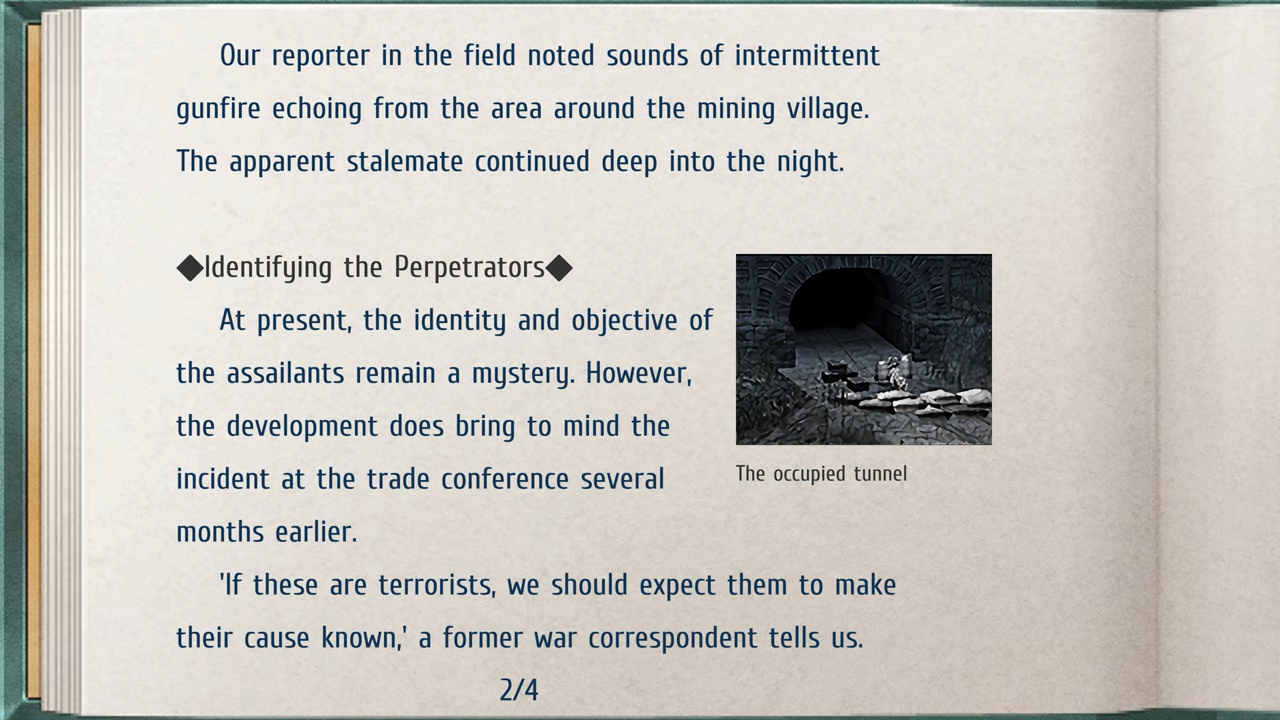 Our reporter in the field noted sounds of intermittent
gunfire echoing from the area around the mining village.
The apparent stalemate continued deep into the night.
◆Identifying the Perpetrators◆
At present, the identity and objective of
the assailants remain a mystery. However,
the development does bring to mind the
incident at the trade conference several
months earlier.
The occupied tunnel
'If these are terrorists, we should expect them to make
their cause known,' a former war correspondent tells us.
2/4